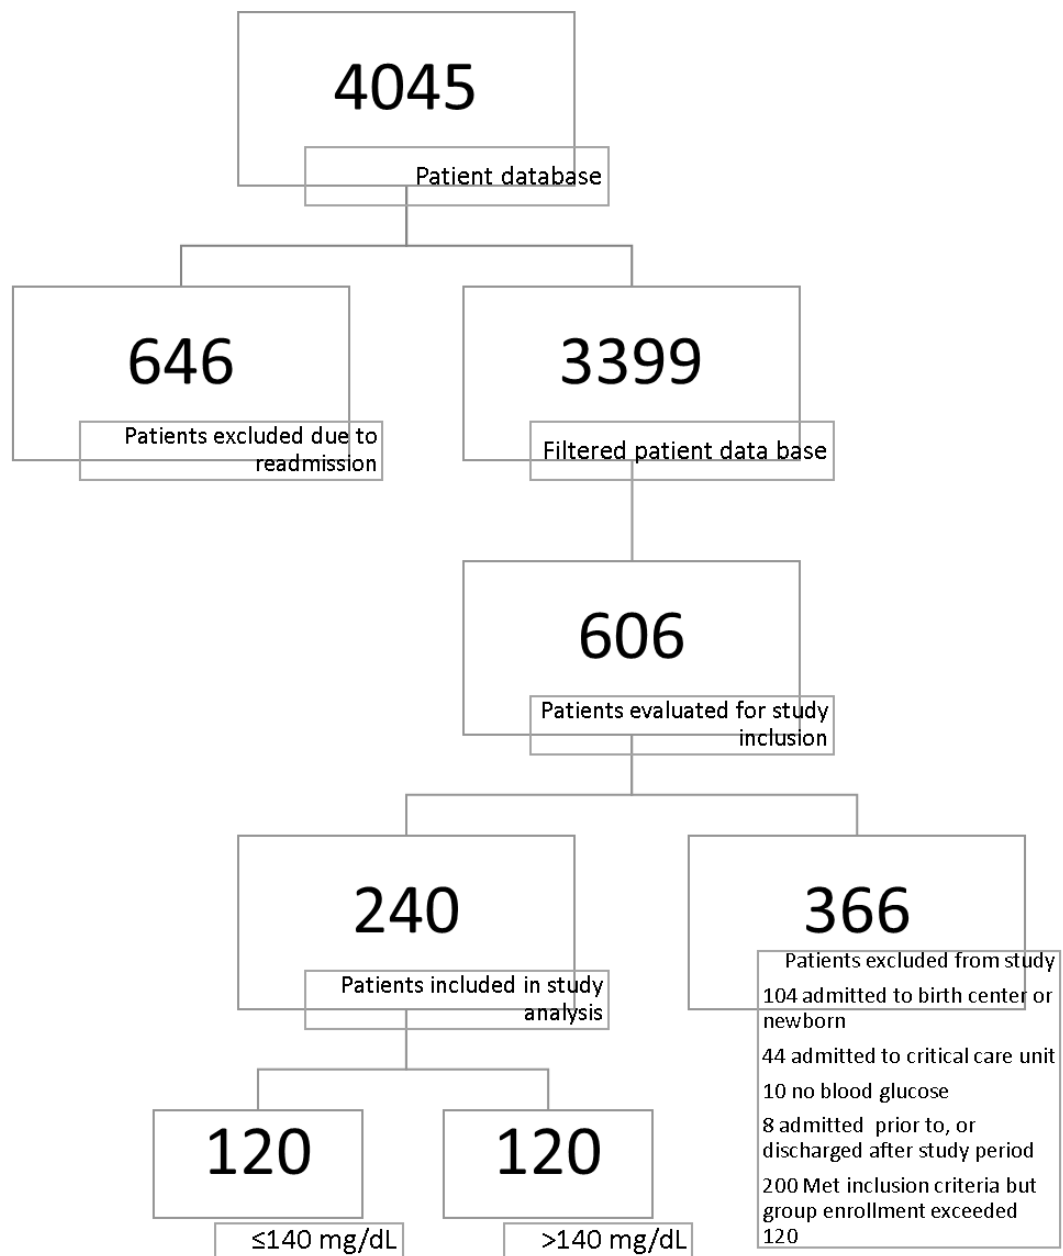 4045
Patient database
646
Patients excluded due to
readmission
3399
Filtered patient data base
606
Patients evaluated for study
inclusion
240
Patients included in study
analysis
366
Patients excluded from study
104 admitted to birth center or
newborn
44 admitted to critical care unit
10 no blood glucose
8 admitted prior to, or
discharged after study period
200 Met inclusion criteria but
group enrollment exceeded
120
120
≤140 mg/dL
120
>140 mg/dL